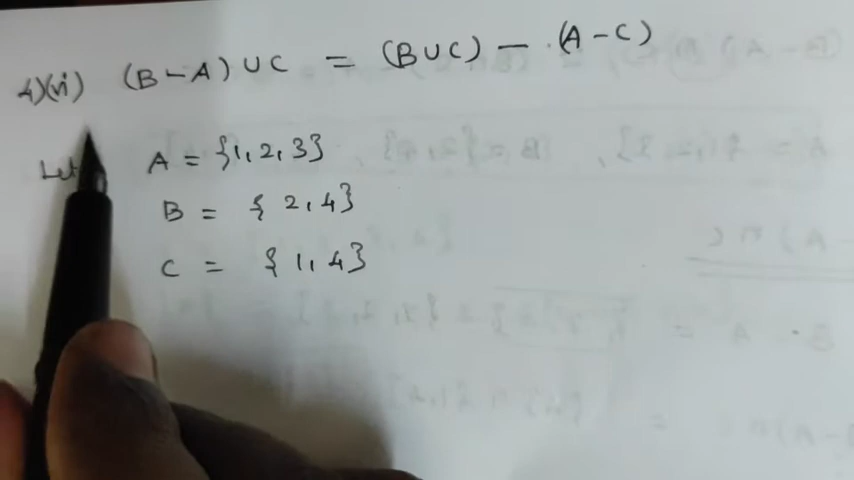 4)(vi) (B-A) ∪ C = (B∪C) - (A-C)
Let A = {1,2,3}
B = { 2,4}
C = { 1,4}